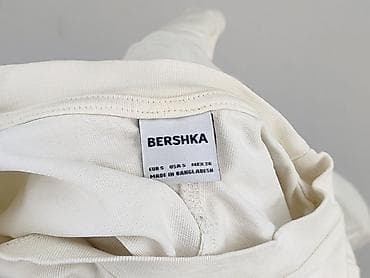 BERSHKA
EUR S USA S MEX 26
MADE IN BANGLADESH